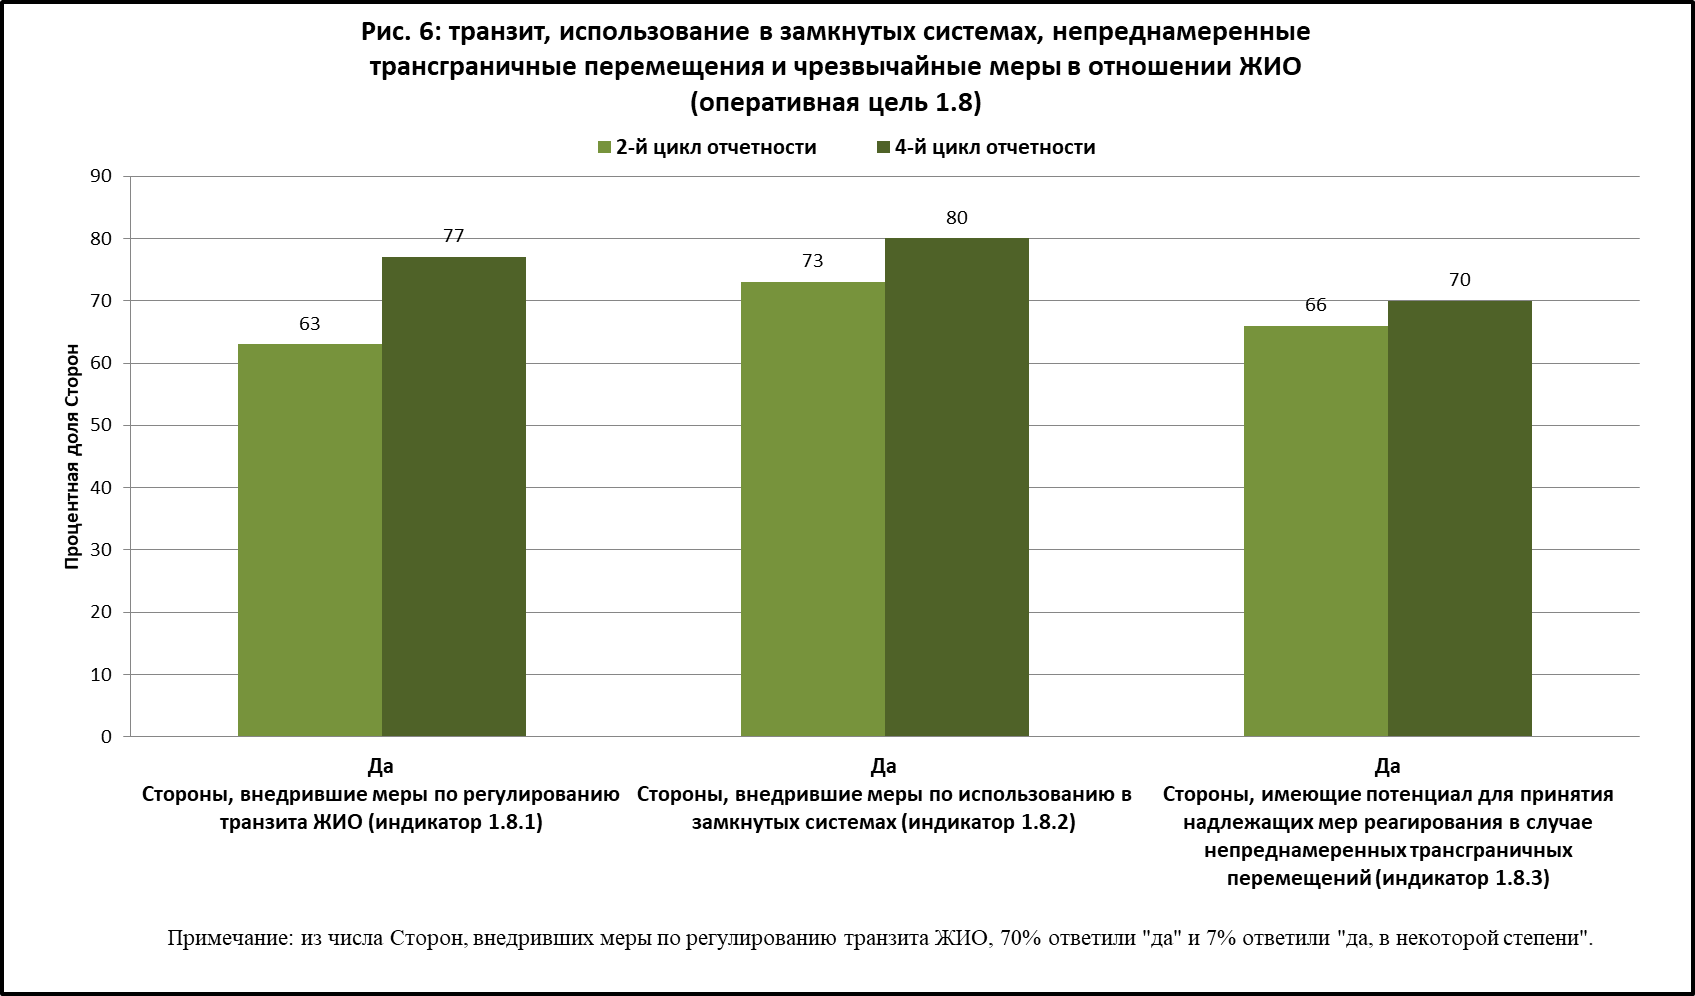 Рис. 6: транзит, использование в замкнутых системах, непреднамеренные
трансграничные перемещения и чрезвычайные меры в отношении ЖИО
(оперативная цель 1.8)
2-й цикл отчетности
4-й цикл отчетности
Процентная доля Сторон
90
80
70
60
50
40
30
20
10
0
63
77
73
80
66
70
Да
Стороны, внедрившие меры по регулированию
транзита ЖИО (индикатор 1.8.1)
Да
Стороны, внедрившие меры по использованию в
замкнутых системах (индикатор 1.8.2)
Да
Стороны, имеющие потенциал для принятия
надлежащих мер реагирования в случае
непреднамеренных трансграничных
перемещений (индикатор 1.8.3)
Примечание: из числа Сторон, внедривших меры по регулированию транзита ЖИО, 70% ответили "да" и 7% ответили "да, в некоторой степени".